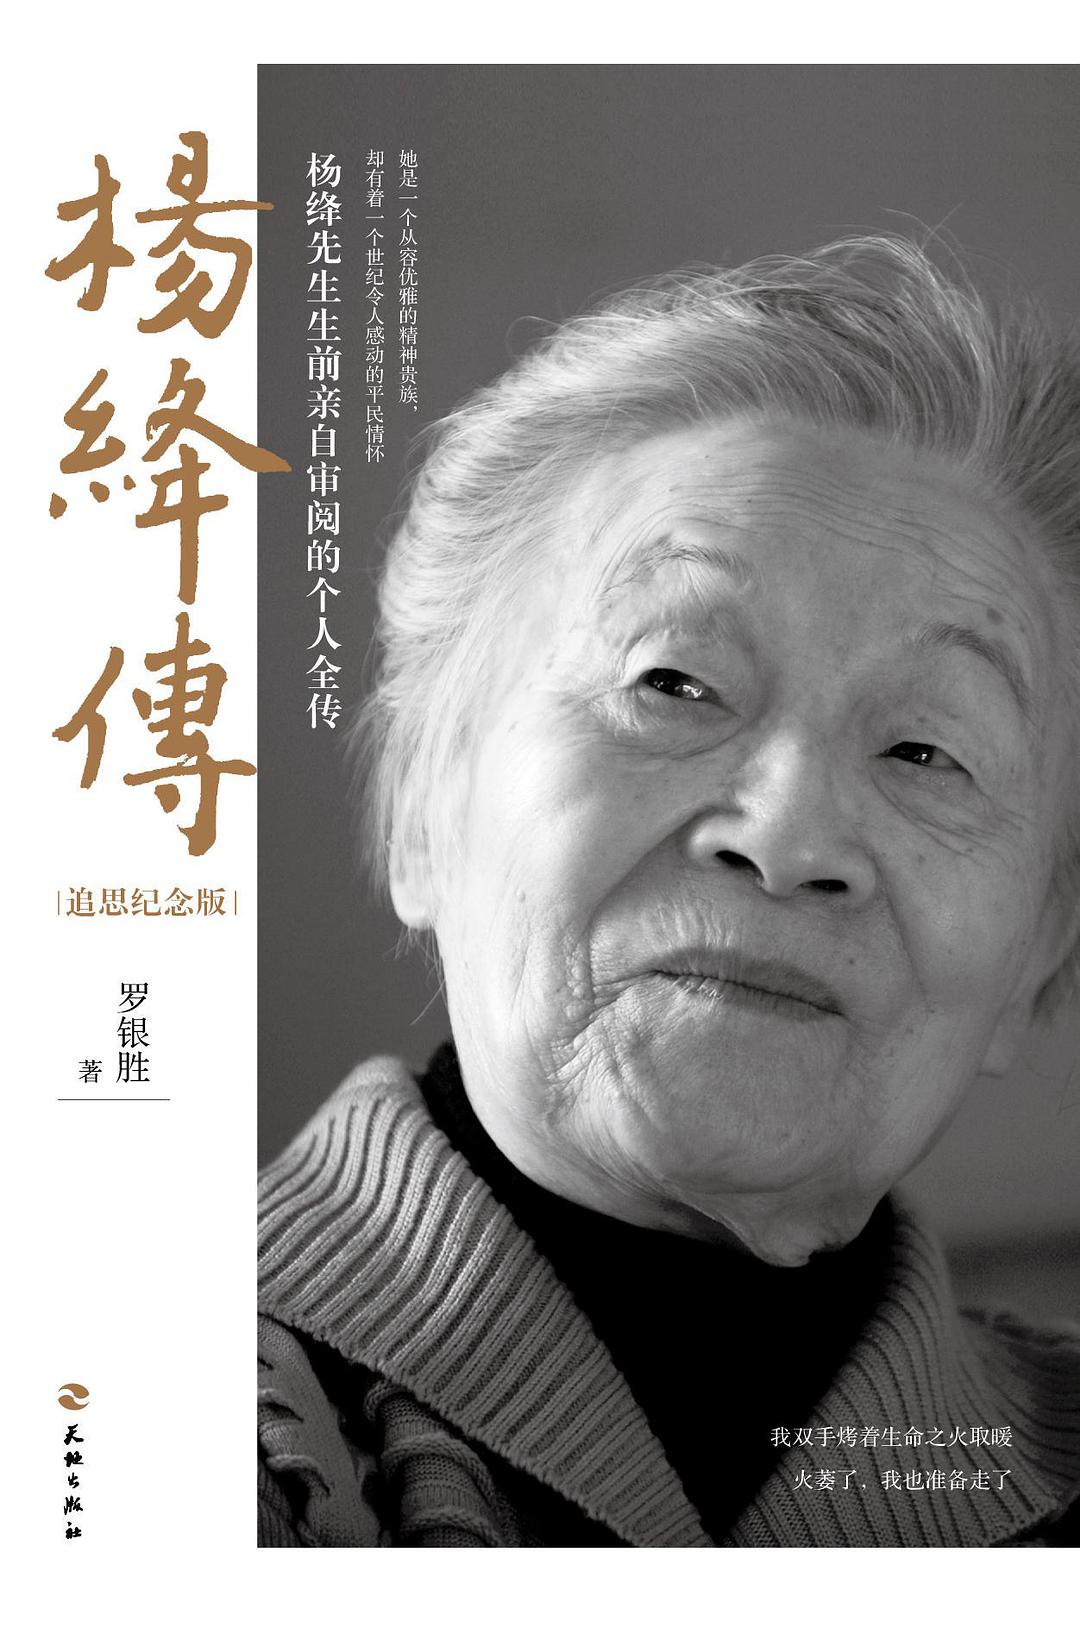 楊絳傳
追思纪念版
罗银胜
著
她是一个从容优雅的精神贵族，
却有着一个世纪令人感动的平民情怀
杨绛先生生前亲自审阅的个人全传
我双手烤着生命之火取暖
火萎了，我也准备走了
天地出版社